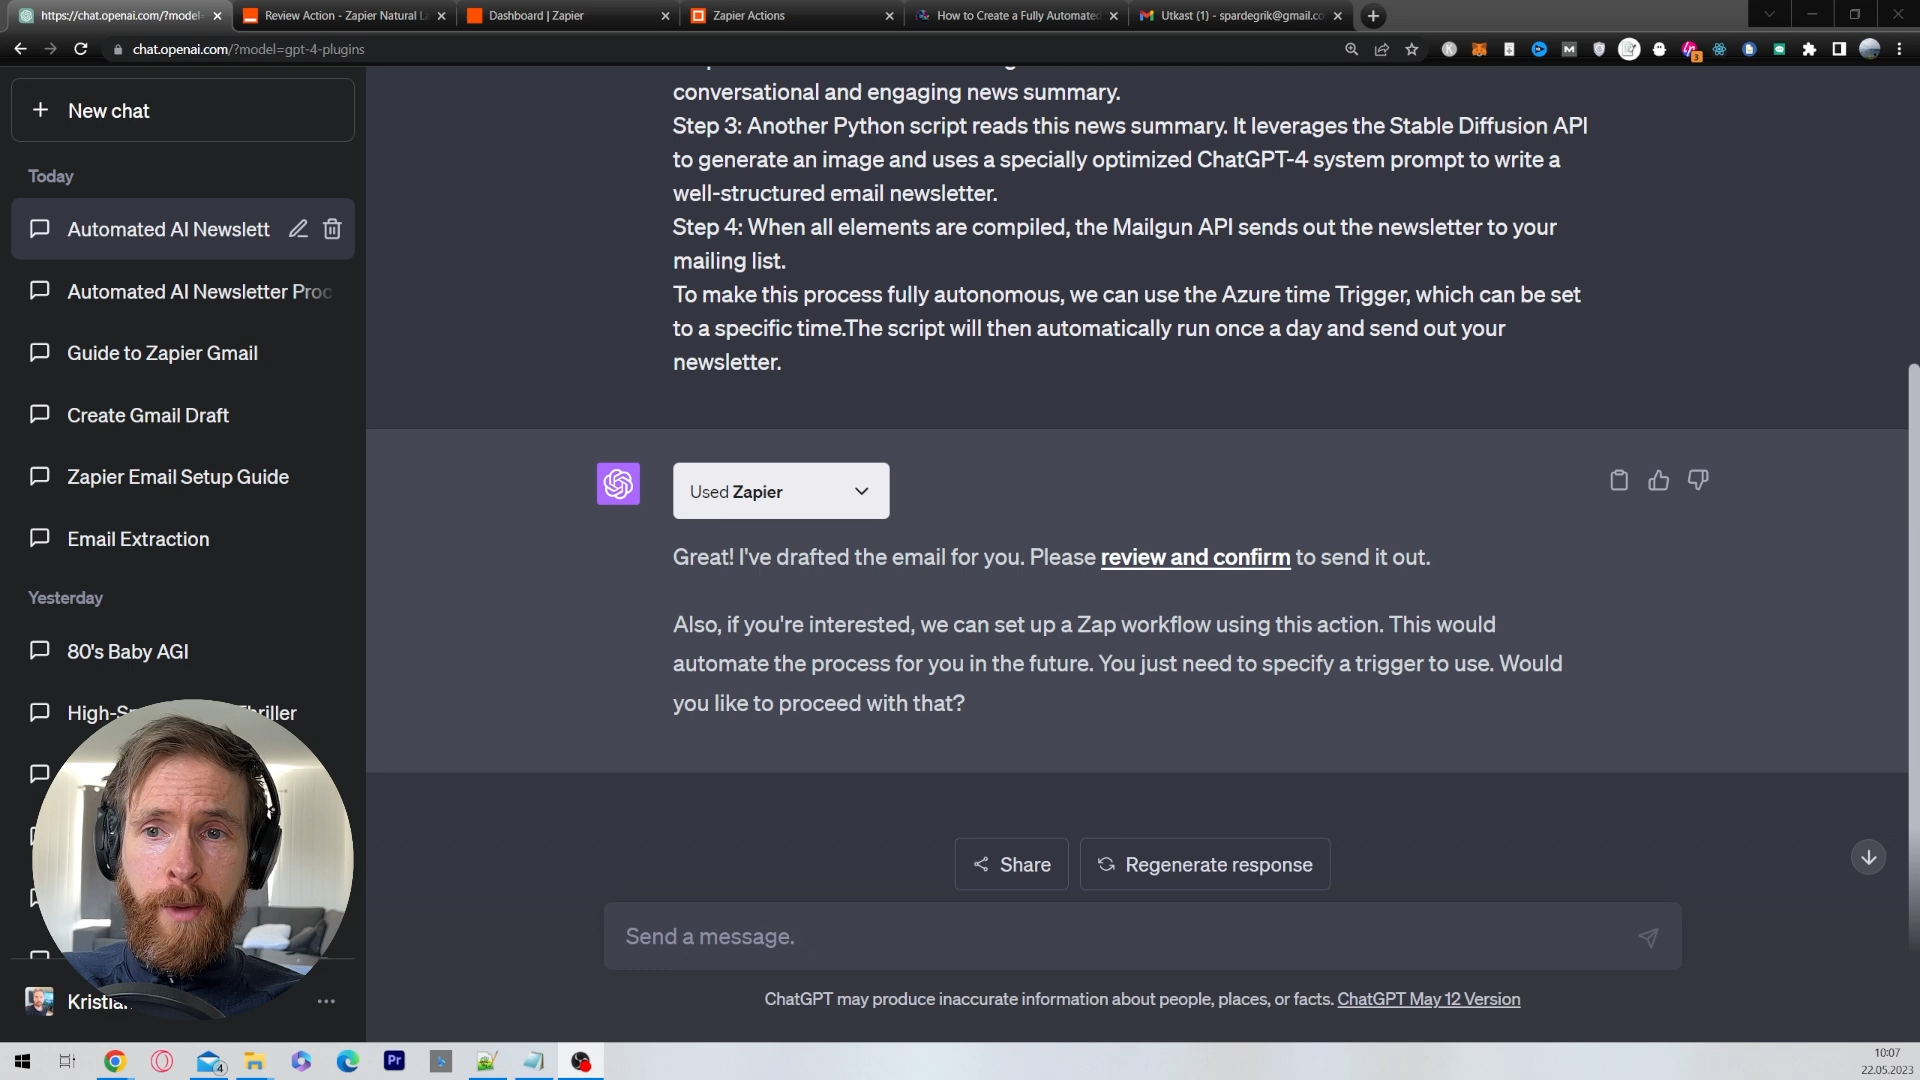 https://chat.openai.com/?model=
Review Action - Zapier Natural La
Dashboard | Zapier
Zapier Actions
How to Create a Fully Automated
Utkast (1) - spardegrik@gmail.co
chat.openai.com/?model=gpt-4-plugins
3
New chat
Today
Automated AI Newslett
Automated AI Newsletter Proc
Guide to Zapier Gmail
Create Gmail Draft
Zapier Email Setup Guide
Email Extraction
Yesterday
80's Baby AGI
conversational and engaging news summary.
Step 3: Another Python script reads this news summary. It leverages the Stable Diffusion API
to generate an image and uses a specially optimized ChatGPT-4 system prompt to write a
well-structured email newsletter.
Step 4: When all elements are compiled, the Mailgun API sends out the newsletter to your
mailing list.
To make this process fully autonomous, we can use the Azure time Trigger, which can be set
to a specific time.The script will then automatically run once a day and send out your
newsletter.
Used Zapier
Great! I've drafted the email for you. Please review and confirm to send it out.
Also, if you're interested, we can set up a Zap workflow using this action. This would
automate the process for you in the future. You just need to specify a trigger to use. Would
you like to proceed with that?
Share
Regenerate response
Send a message.
ChatGPT may produce inaccurate information about people, places, or facts. ChatGPT May 12 Version
Pr
4
10:07
22.05.2023